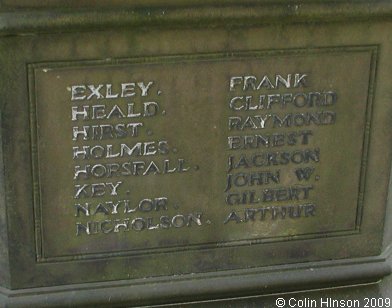 EXLEY. FRANK
HEALD. CLIFFORD
HIRST. RAYMOND
HOLMES. ERNEST
HORSFALL. JACKSON
KEY. JOHN W.
NAYLOR. GILBERT
NICHOLSON. ARTHUR
© Colin Hinson 2009